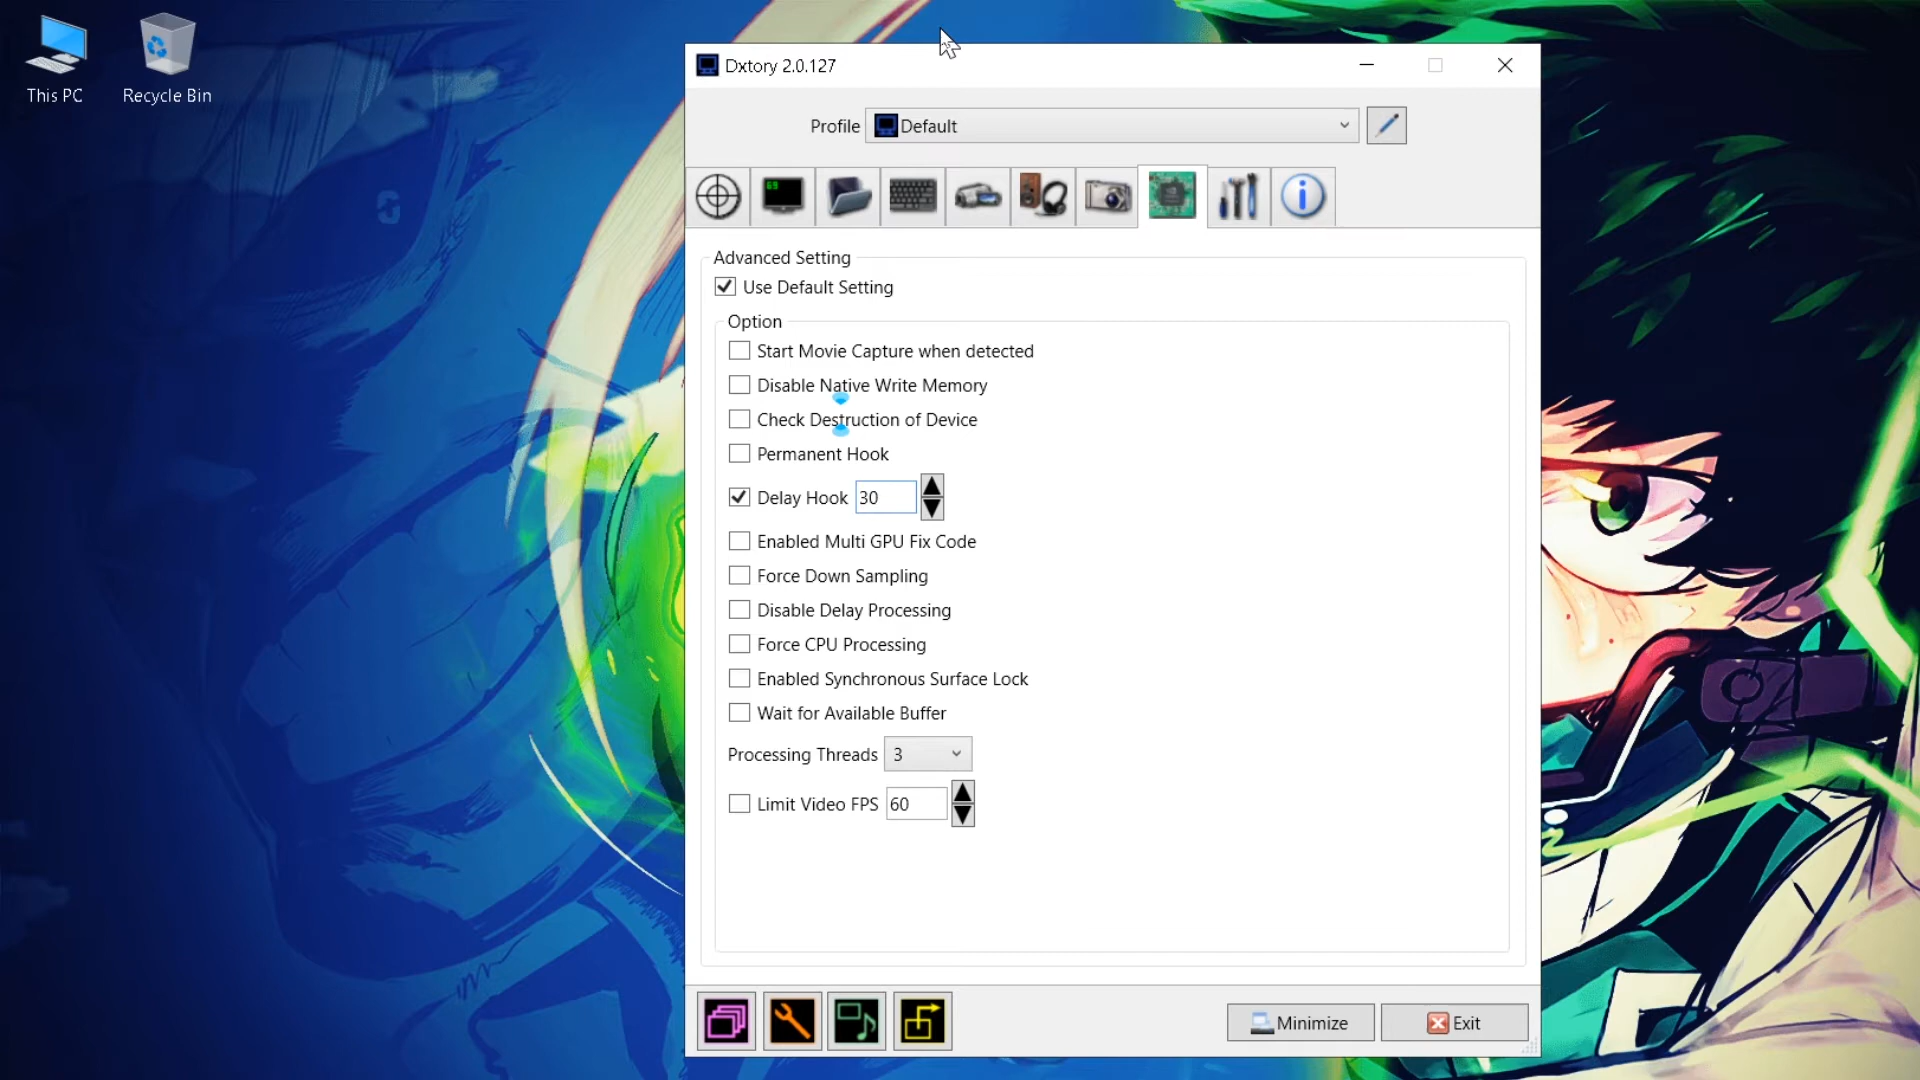 This PC
Recycle Bin
Dxtory 2.0.127
Profile
Default
69
Advanced Setting
Use Default Setting
Option
Start Movie Capture when detected
Disable Native Write Memory
Check Destruction of Device
Permanent Hook
Delay Hook 30
Enabled Multi GPU Fix Code
Force Down Sampling
Disable Delay Processing
Force CPU Processing
Enabled Synchronous Surface Lock
Wait for Available Buffer
Processing Threads 3
Limit Video FPS 60
Minimize
Exit